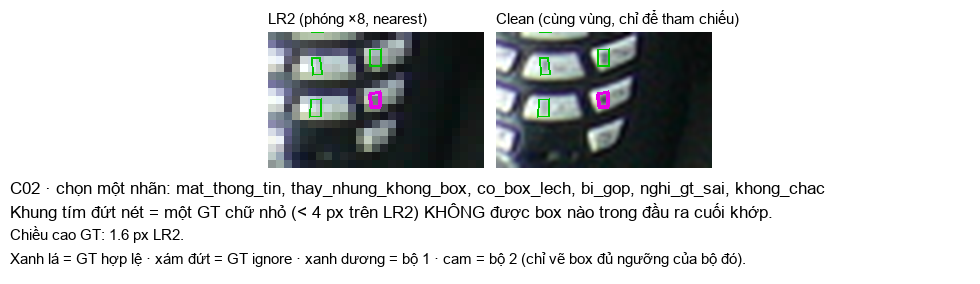 LR2 (phóng ×8, nearest)
Clean (cùng vùng, chỉ để tham chiếu)
C02 · chọn một nhãn: mat_thong_tin, thay_nhung_khong_box, co_box_lech, bi_gop, nghi_gt_sai, khong_chac
Khung tím đứt nét = một GT chữ nhỏ (< 4 px trên LR2) KHÔNG được box nào trong đầu ra cuối khớp.
Chiều cao GT: 1.6 px LR2.
Xanh lá = GT hợp lệ · xám đứt = GT ignore · xanh dương = bộ 1 · cam = bộ 2 (chỉ vẽ box đủ ngưỡng của bộ đó).